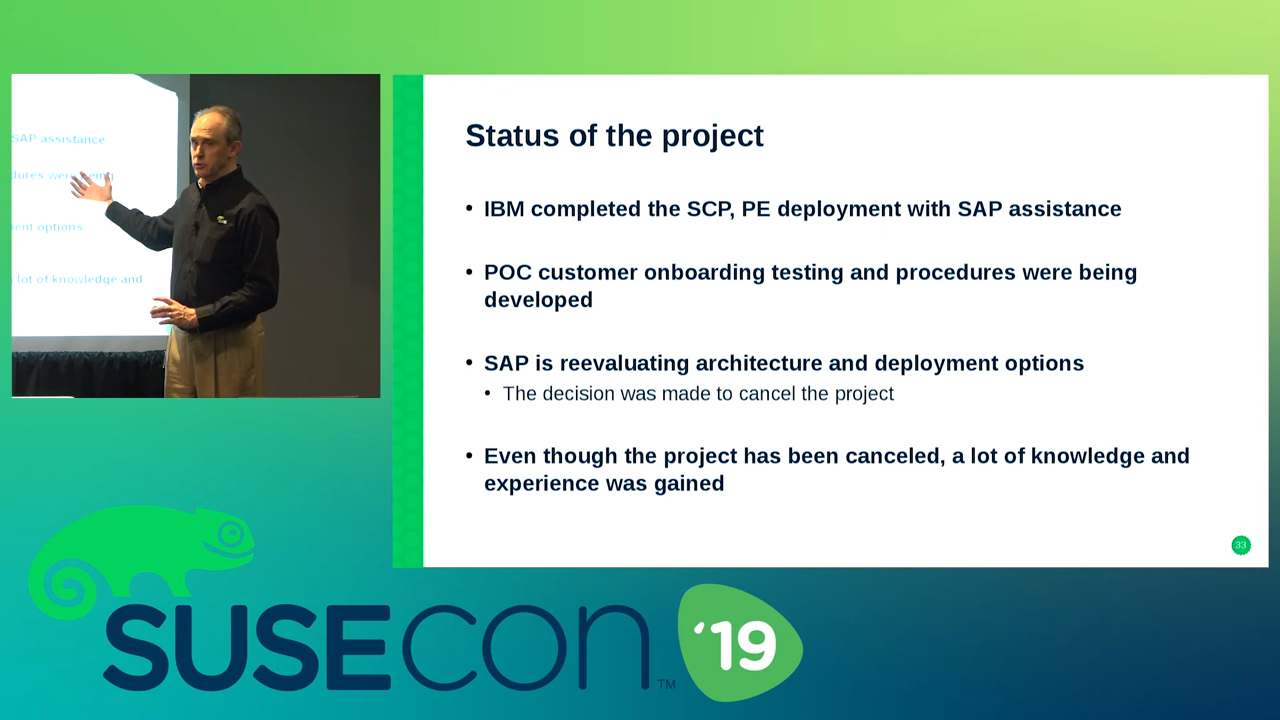 SAP assistance
dures were being
ent options
lot of knowledge and
Status of the project
• IBM completed the SCP, PE deployment with SAP assistance
• POC customer onboarding testing and procedures were being
developed
• SAP is reevaluating architecture and deployment options
• The decision was made to cancel the project
• Even though the project has been canceled, a lot of knowledge and
experience was gained
33
SUSECON ‘19
TM